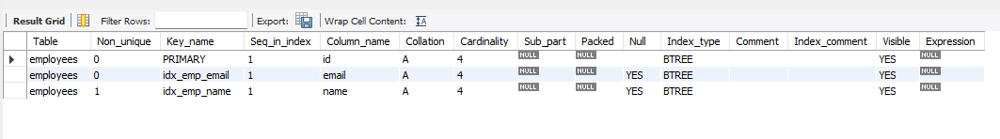 Result Grid Filter Rows: Export: Wrap Cell Content: IA
Table Non_unique Key_name Seq_in_index Column_name Collation Cardinality Sub_part Packed Null Index_type Comment Index_comment Visible Expression
employees 0 PRIMARY 1 id A 4 NULL NULL BTREE YES NULL
employees 0 idx_emp_email 1 email A 4 NULL NULL YES BTREE YES NULL
employees 1 idx_emp_name 1 name A 4 NULL NULL YES BTREE YES NULL